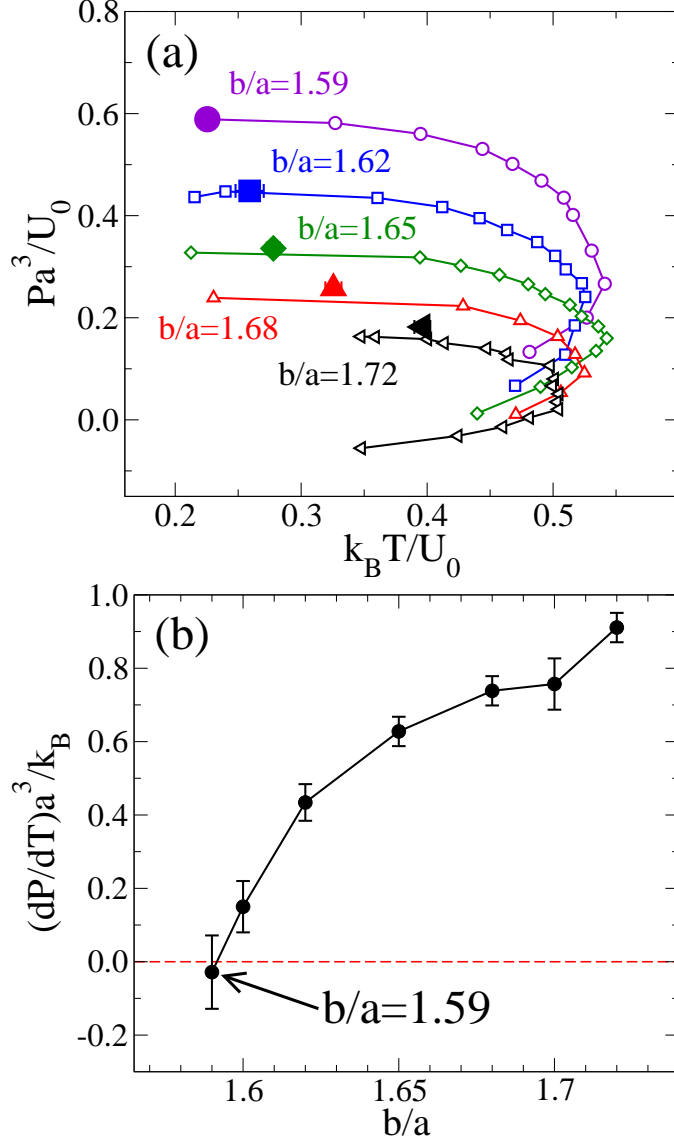 (a)
b/a=1.59
b/a=1.62
b/a=1.65
b/a=1.68
b/a=1.72
Pa³/U₀
0.8
0.6
0.4
0.2
0.0
0.2 0.3 0.4 0.5
k_BT/U₀
(b)
(dP/dT)a³/k_B
1.0
0.8
0.6
0.4
0.2
0.0
-0.2
b/a=1.59
1.6 1.65 1.7
b/a